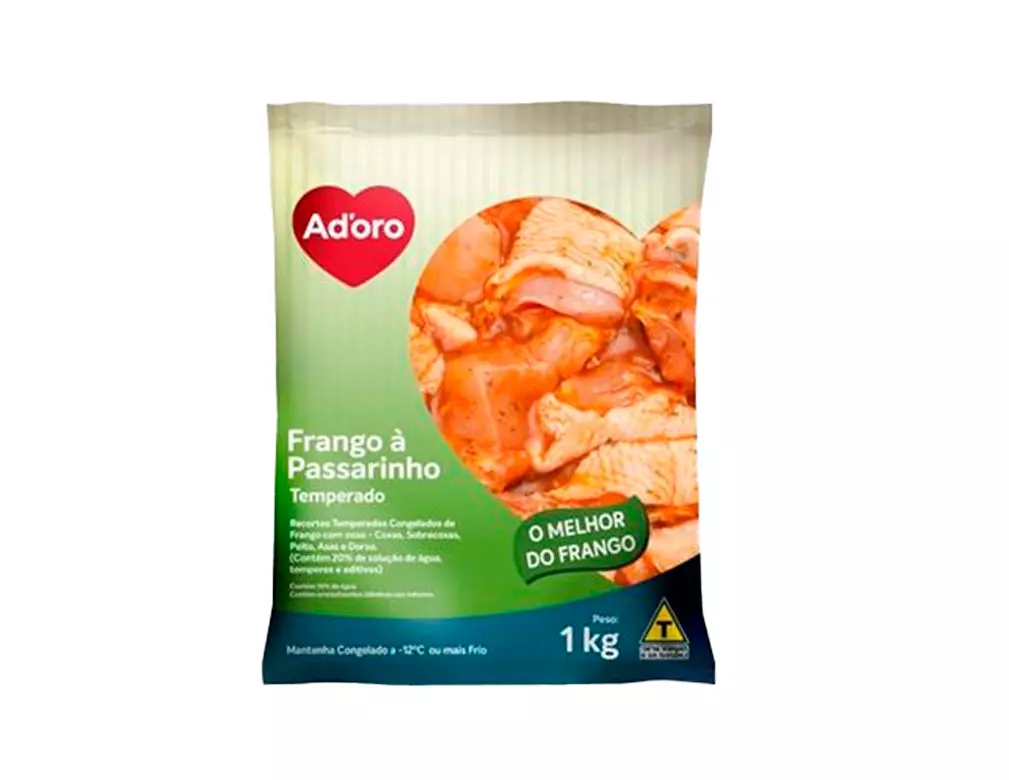 Ad'oro
Frango à
Passarinho
Temperado
Recortes Temperados Congelados de
Frango com osso - Coxas, Sobrecoxas,
Peito, Asas e Dorso.
(Contém 20% de solução de água,
temperos e aditivos)
O MELHOR
DO FRANGO
Peso:
1 kg
T
Mantenha Congelado a -12°C ou mais Frio